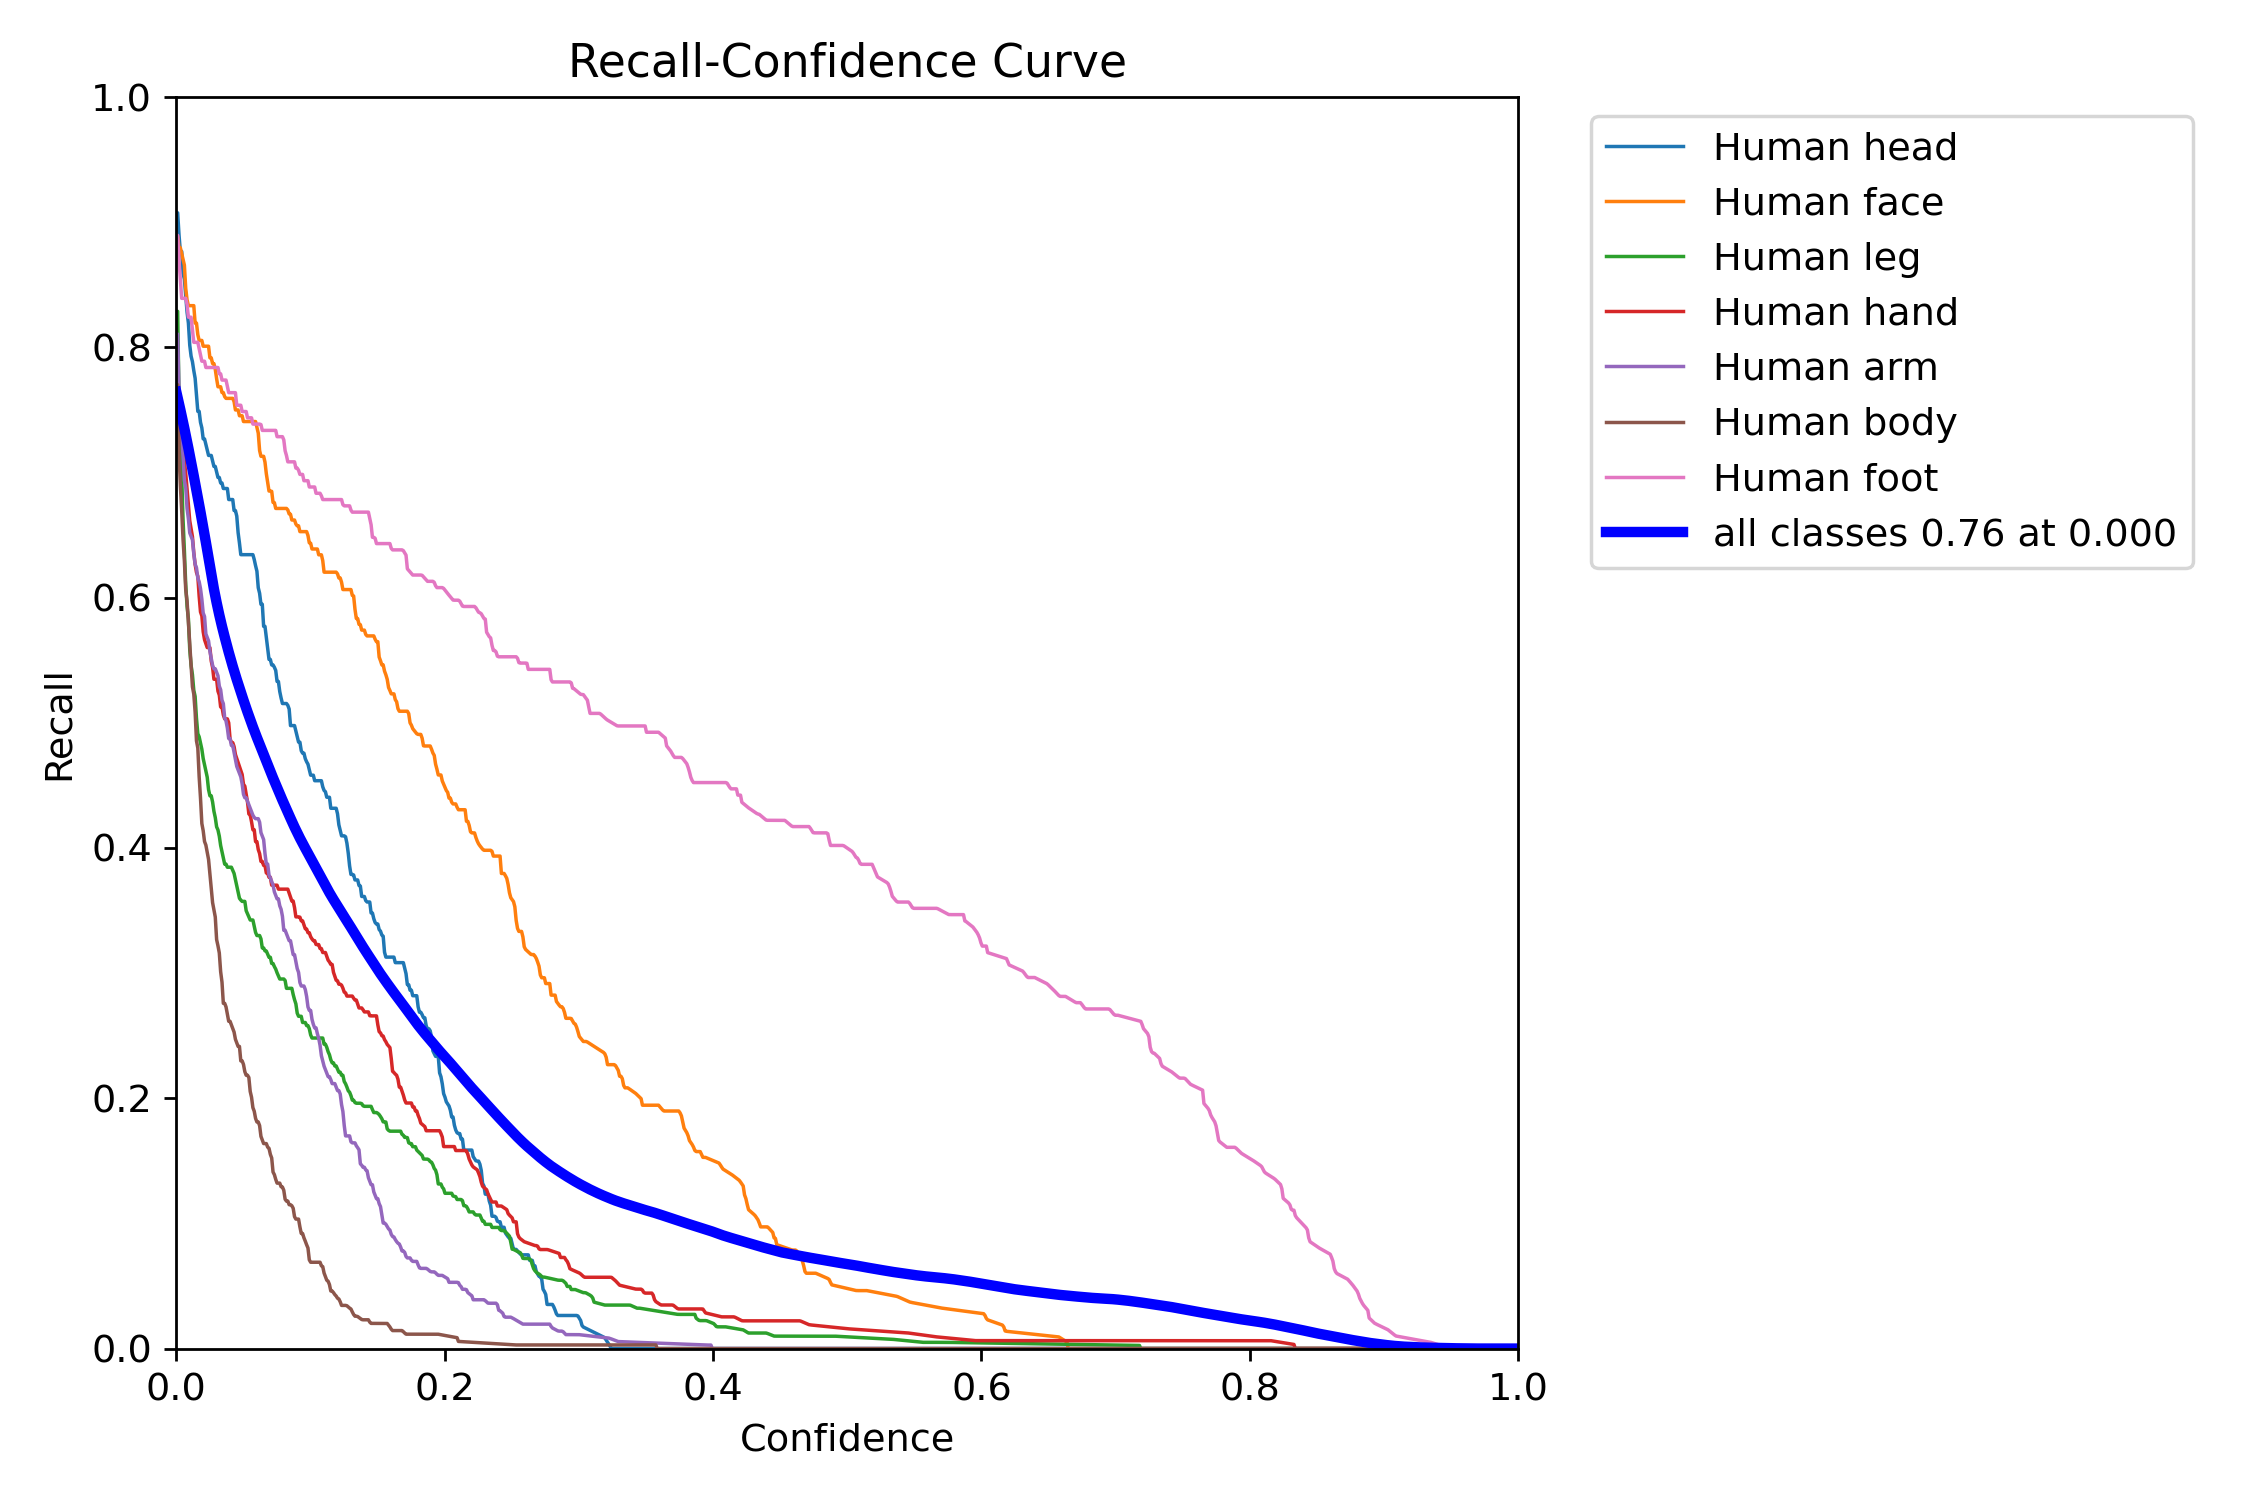 Recall-Confidence Curve
1.0
0.8
0.6
0.4
0.2
0.0
Recall
0.0 0.2 0.4 0.6 0.8 1.0
Confidence
Human head
Human face
Human leg
Human hand
Human arm
Human body
Human foot
all classes 0.76 at 0.000